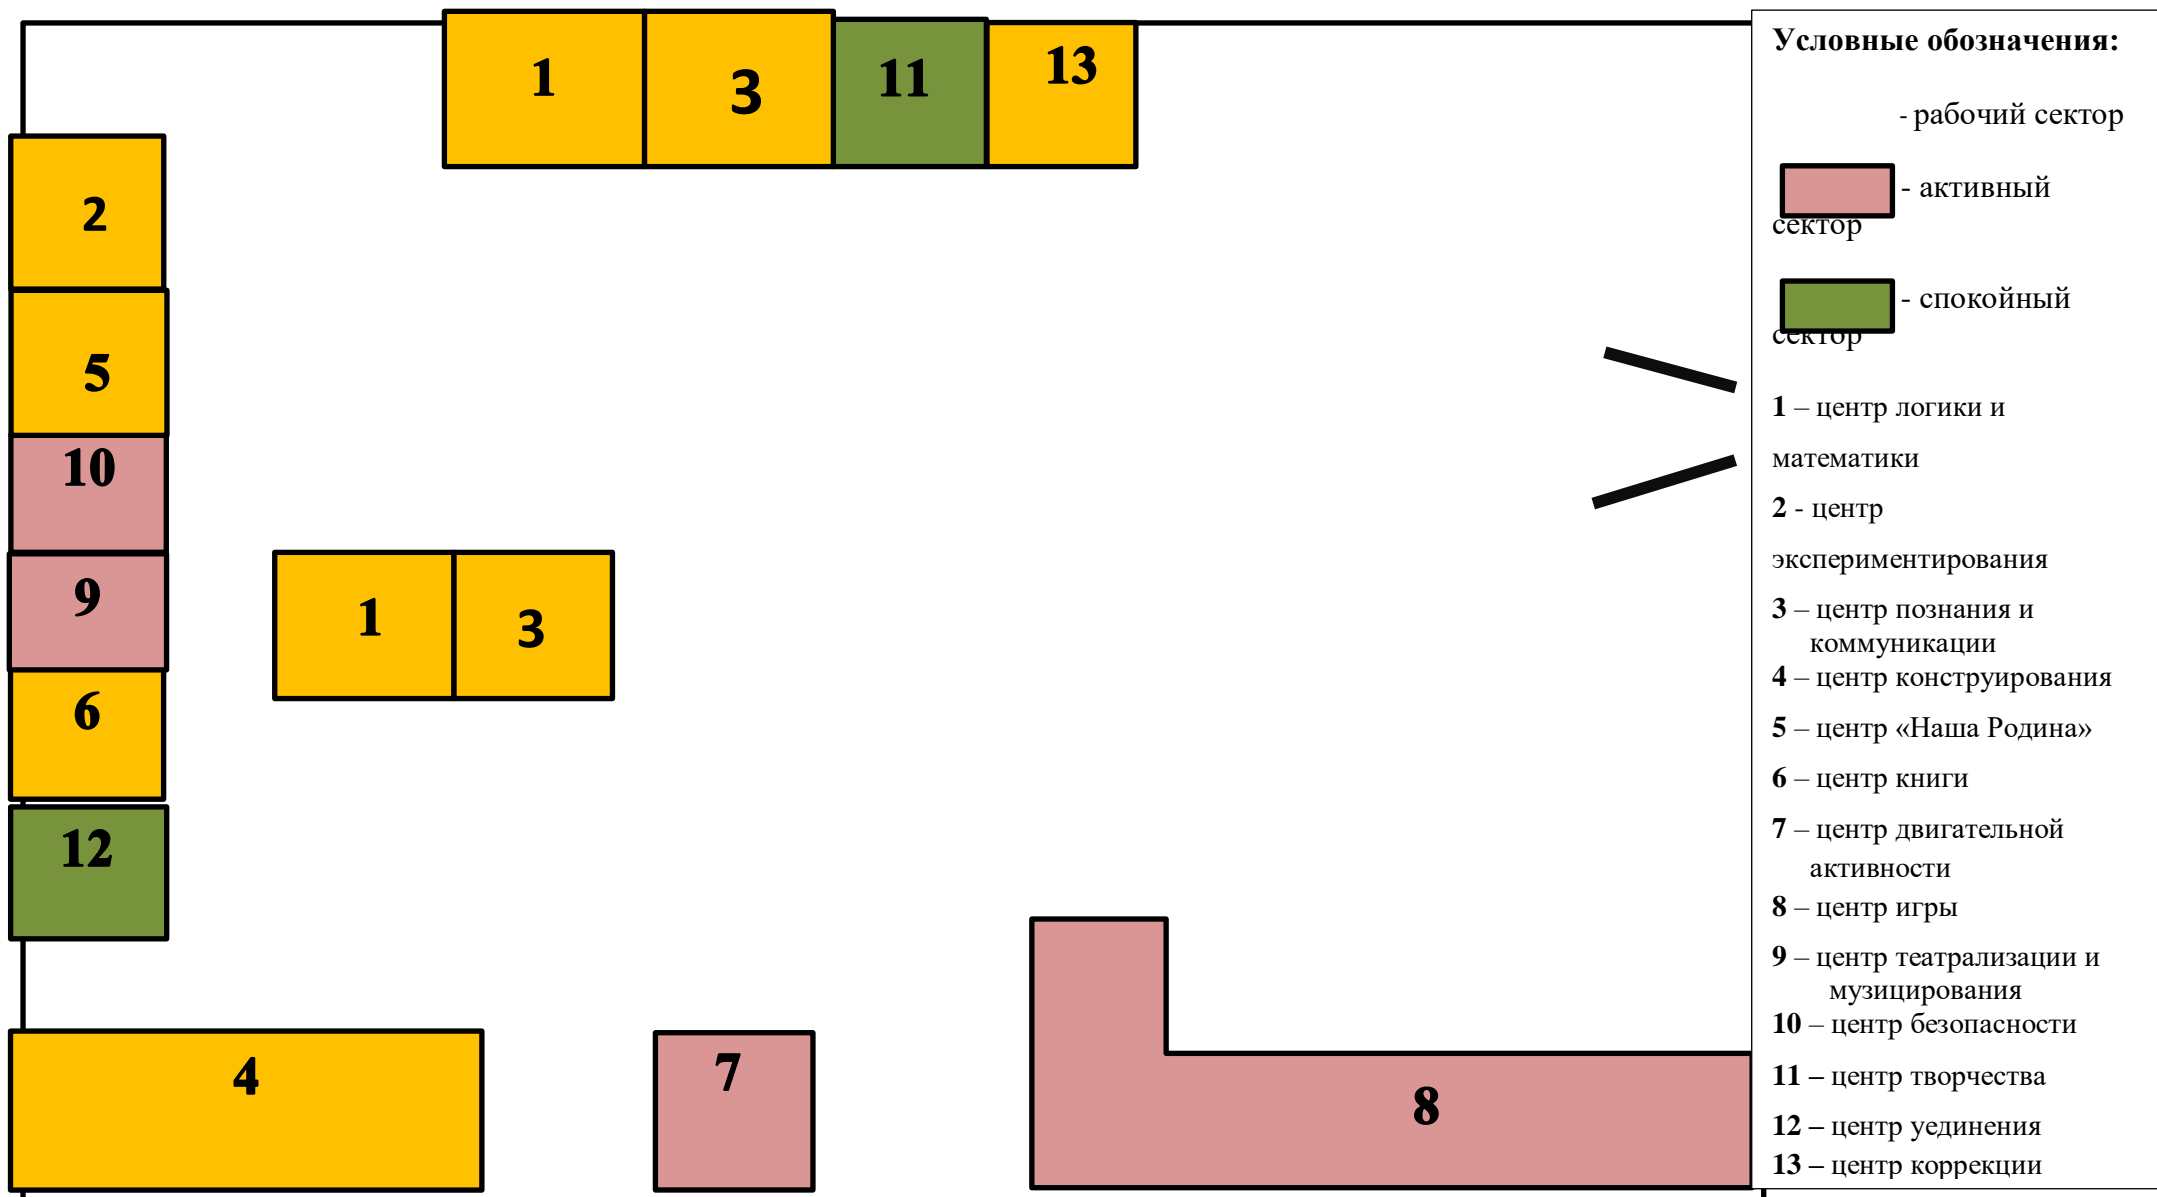 1
3
11
13
2
5
10
9
1
3
6
12
4
7
8
Условные обозначения:
- рабочий сектор
- активный
сектор
- спокойный
сектор
1 – центр логики и
математики
2 - центр
экспериментирования
3 – центр познания и
коммуникации
4 – центр конструирования
5 – центр «Наша Родина»
6 – центр книги
7 – центр двигательной
активности
8 – центр игры
9 – центр театрализации и
музицирования
10 – центр безопасности
11 – центр творчества
12 – центр уединения
13 – центр коррекции